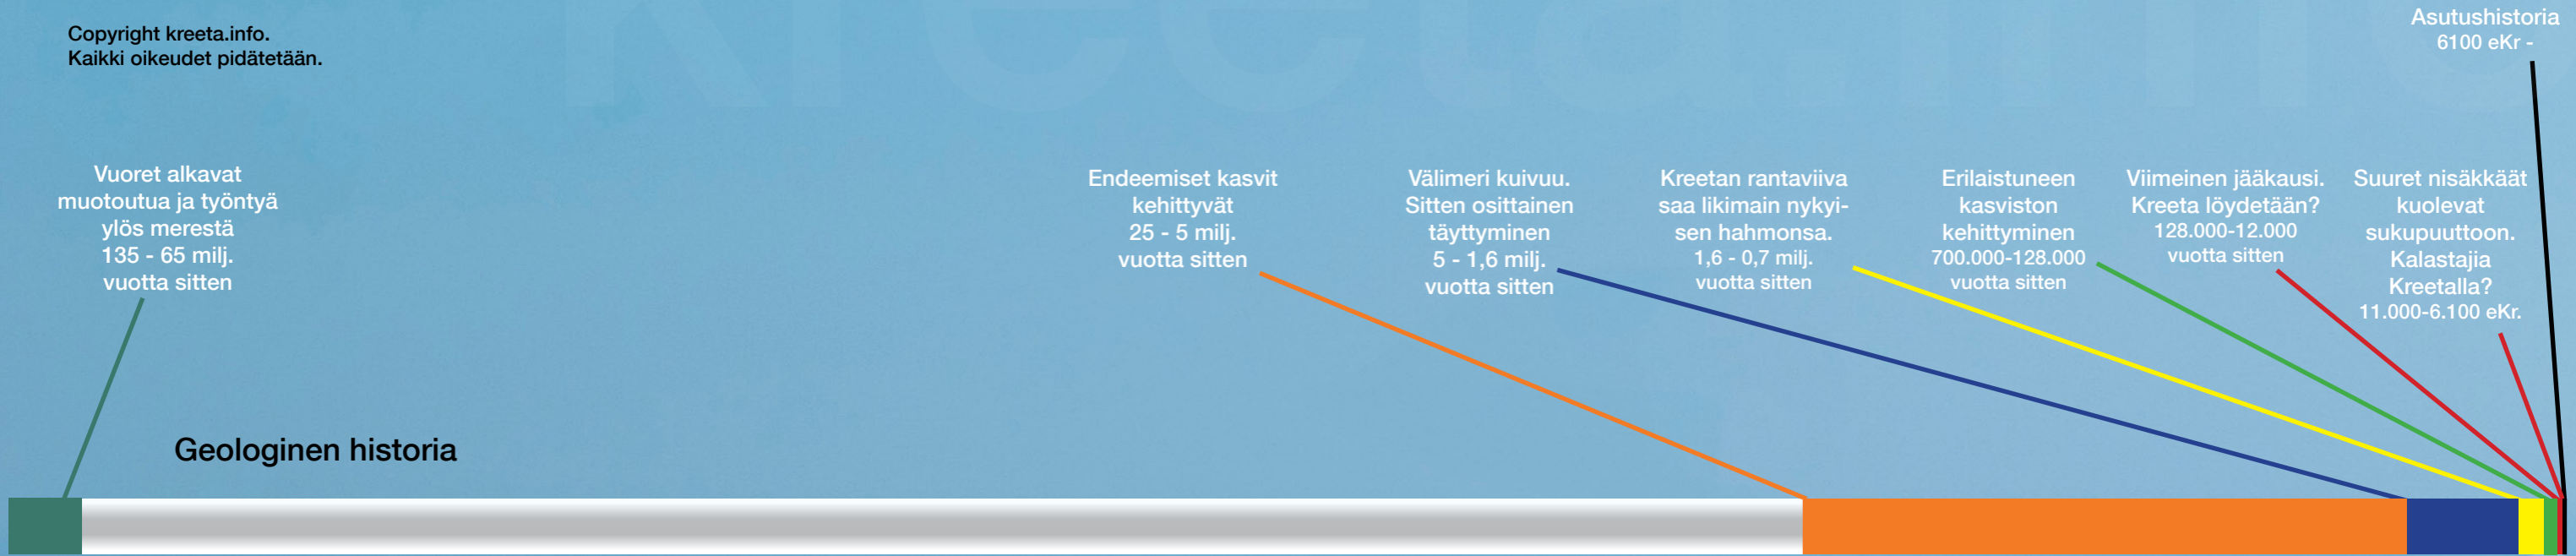 Copyright kreeta.info.
Kaikki oikeudet pidätetään.
Asutushistoria
6100 eKr -
Vuoret alkavat
muotoutua ja työntyä
ylös merestä
135 - 65 milj.
vuotta sitten
Endeemiset kasvit
kehittyvät
25 - 5 milj.
vuotta sitten
Välimeri kuivuu.
Sitten osittainen
täyttyminen
5 - 1,6 milj.
vuotta sitten
Kreetan rantaviiva
saa likimain nykyi-
sen hahmonsa.
1,6 - 0,7 milj.
vuotta sitten
Erilaistuneen
kasviston
kehittyminen
700.000-128.000
vuotta sitten
Viimeinen jääkausi.
Kreeta löydetään?
128.000-12.000
vuotta sitten
Suuret nisäkkäät
kuolevat
sukupuuttoon.
Kalastajia
Kreetalla?
11.000-6.100 eKr.
Geologinen historia